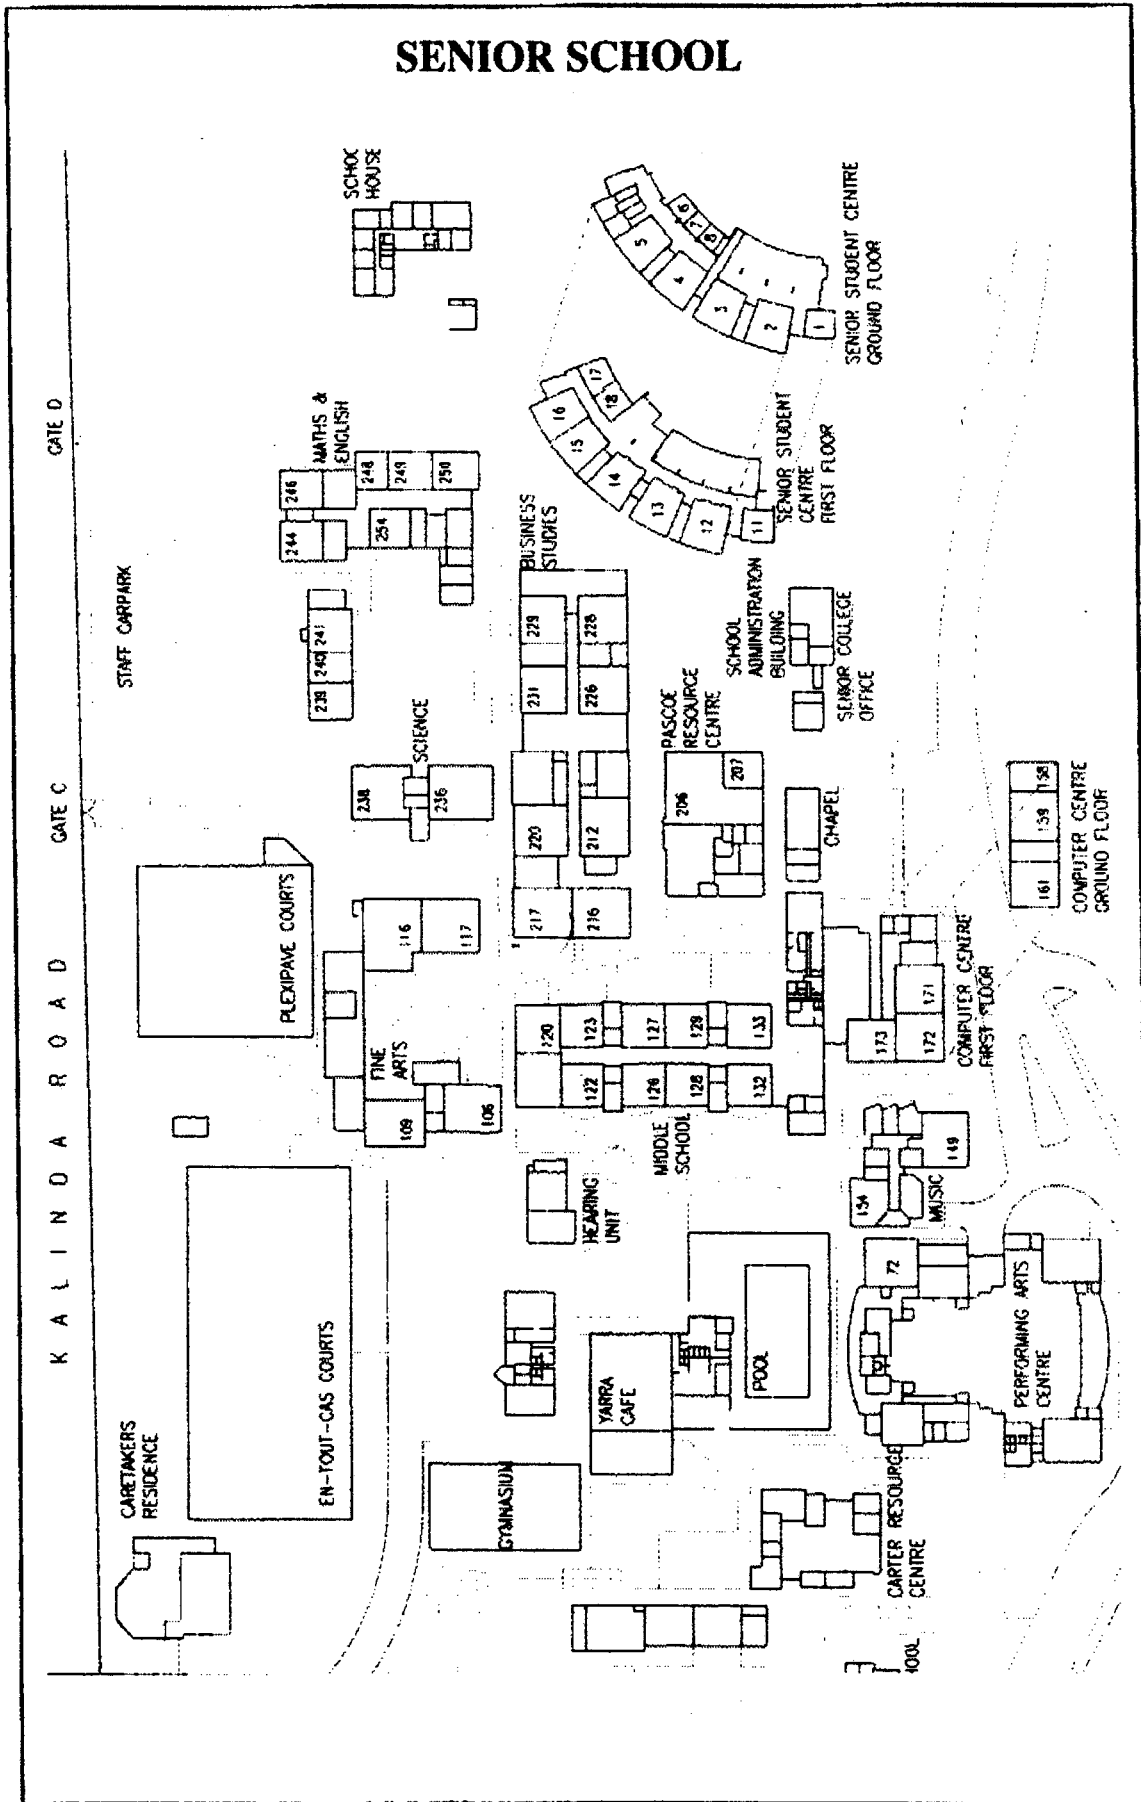 SENIOR SCHOOL
KALINDA ROAD
GATE C
GATE D
CARETAKERS
RESIDENCE
STAFF CARPARK
EN-TOUT-CAS COURTS
PLEXIPAVE COURTS
MATHS &
ENGLISH
SCHOC
HOUSE
239
240
241
244
246
248
249
250
254
SCIENCE
238
236
FINE
ARTS
109
106
116
117
GYMNASIUM
HEARING
UNIT
YARRA
CAFE
POOL
MIDDLE
SCHOOL
120
122
123
126
127
128
129
132
133
BUSINESS
STUDIES
217
216
220
212
231
226
229
228
PASCOE
RESOURCE
CENTRE
206
207
SCHOOL
ADMINISTRATION
BUILDING
SENIOR COLLEGE
OFFICE
CHAPEL
SENIOR STUDENT
CENTRE
FIRST FLOOR
11
12
13
14
15
16
17
18
SENIOR STUDENT CENTRE
GROUND FLOOR
1
2
3
4
5
6
7
8
COMPUTER CENTRE
FIRST FLOOR
171
172
173
COMPUTER CENTRE
GROUND FLOOR
161
159
158
MUSIC
154
149
PERFORMING ARTS
CENTRE
72
CARTER RESOURCE
CENTRE
HOOL